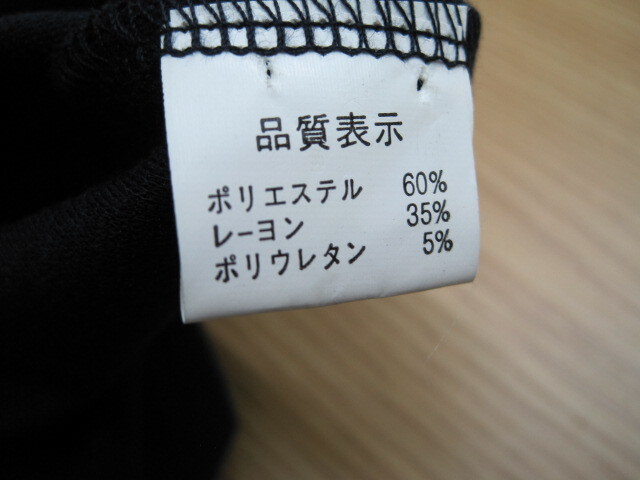 品質表示
ポリエステル 60%
レーヨン 35%
ポリウレタン 5%